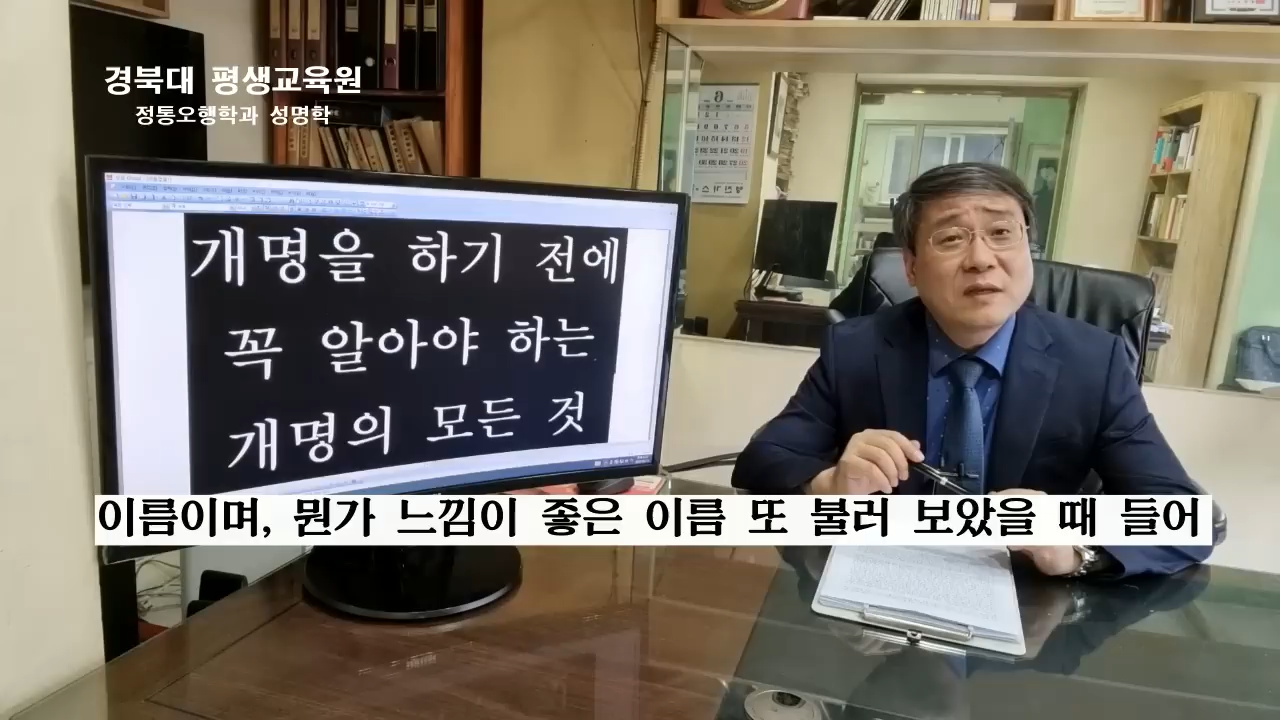 경북대 평생교육원
정통오행학과 성명학
개명을 하기 전에
꼭 알아야 하는
개명의 모든 것
이름이며, 뭔가 느낌이 좋은 이름 또 불러 보았을 때 들어
6